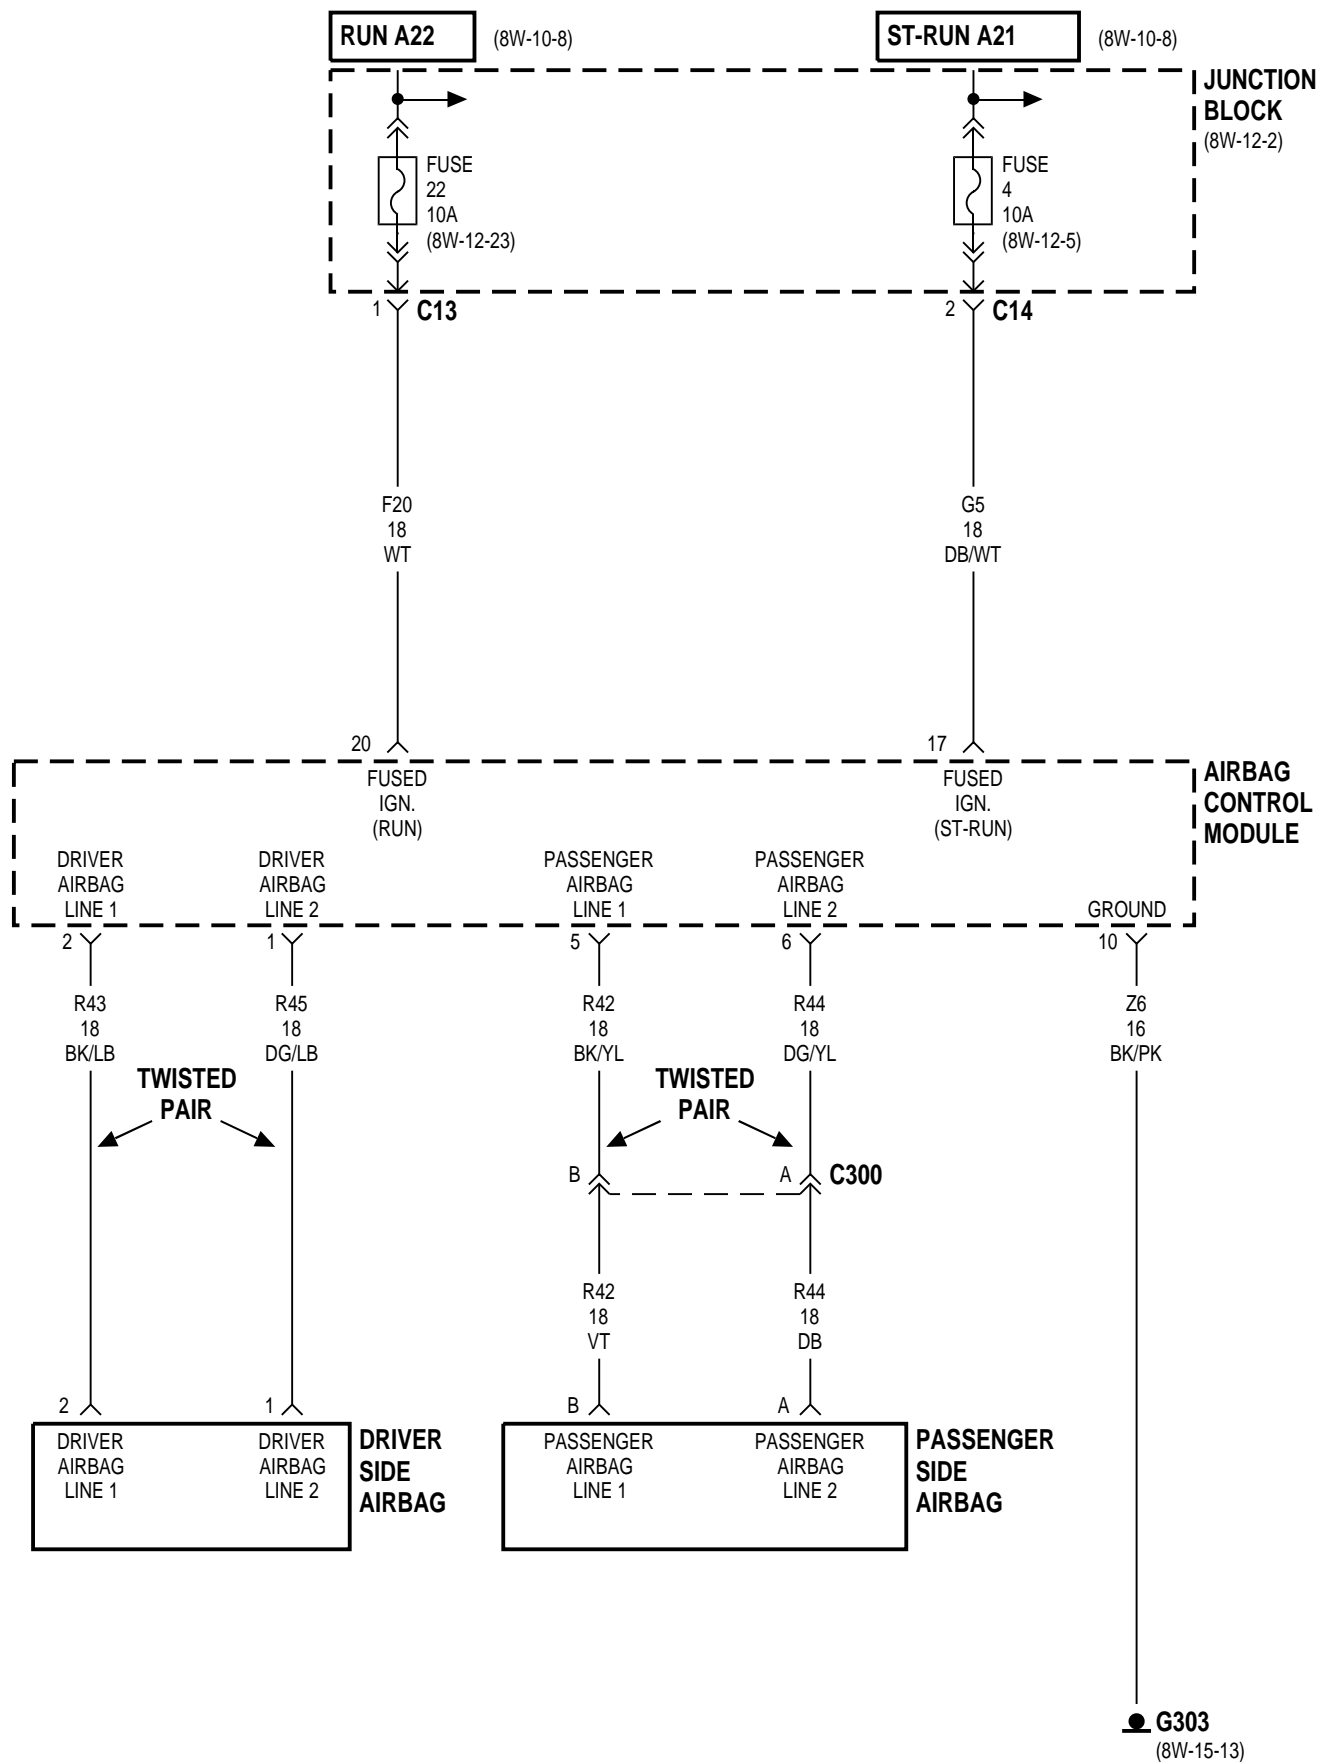 RUN A22
(8W-10-8)
ST-RUN A21
(8W-10-8)
JUNCTION
BLOCK
(8W-12-2)
FUSE
22
10A
(8W-12-23)
FUSE
4
10A
(8W-12-5)
1
C13
2
C14
F20
18
WT
G5
18
DB/WT
20
17
FUSED
IGN.
(RUN)
FUSED
IGN.
(ST-RUN)
AIRBAG
CONTROL
MODULE
DRIVER
AIRBAG
LINE 1
DRIVER
AIRBAG
LINE 2
PASSENGER
AIRBAG
LINE 1
PASSENGER
AIRBAG
LINE 2
GROUND
2
1
5
6
10
R43
18
BK/LB
R45
18
DG/LB
R42
18
BK/YL
R44
18
DG/YL
Z6
16
BK/PK
TWISTED
PAIR
TWISTED
PAIR
B
A
C300
R42
18
VT
R44
18
DB
2
1
B
A
DRIVER
AIRBAG
LINE 1
DRIVER
AIRBAG
LINE 2
DRIVER
SIDE
AIRBAG
PASSENGER
AIRBAG
LINE 1
PASSENGER
AIRBAG
LINE 2
PASSENGER
SIDE
AIRBAG
G303
(8W-15-13)